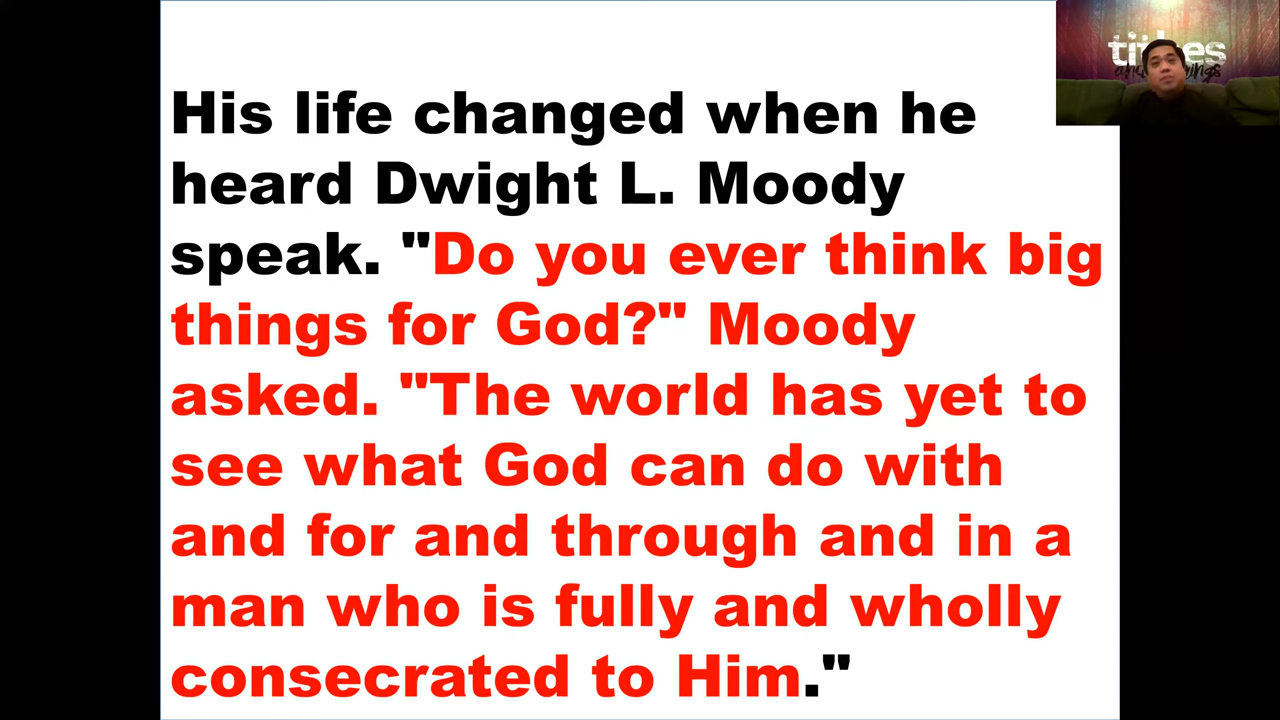 His life changed when he
heard Dwight L. Moody
speak. "Do you ever think big
things for God?" Moody
asked. "The world has yet to
see what God can do with
and for and through and in a
man who is fully and wholly
consecrated to Him."